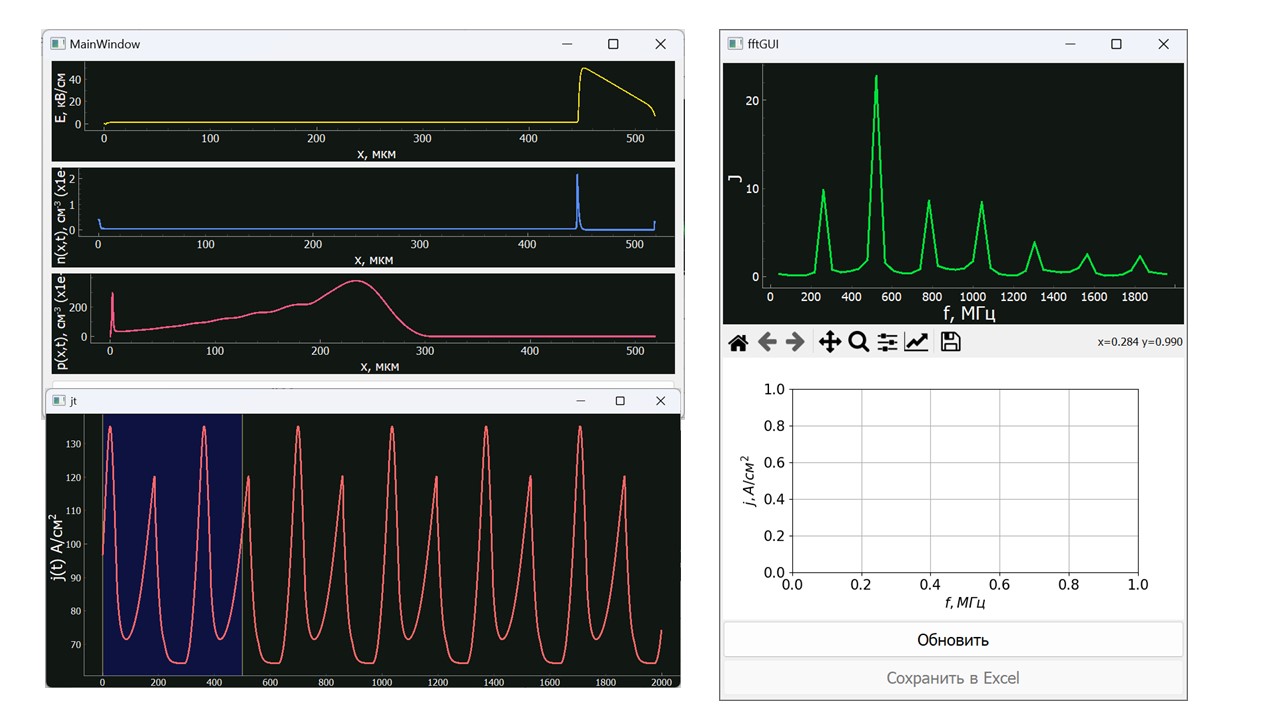 MainWindow
E, кВ/см
40
20
0
0 100 200 300 400 500
x, мкм
n(x,t), см-3 (x1e-
2
1
0
0 100 200 300 400 500
x, мкм
p(x,t), см-3 (x1e-
200
0
0 100 200 300 400 500
x, мкм
jt
j(t) А/см2
130
120
110
100
90
80
70
0 200 400 600 800 1000 1200 1400 1600 1800 2000
fftGUI
J
20
10
0
0 200 400 600 800 1000 1200 1400 1600 1800
f, МГц
x=0.284 y=0.990
j, А/см2
1.0
0.8
0.6
0.4
0.2
0.0
0.0 0.2 0.4 0.6 0.8 1.0
f, МГц
Обновить
Сохранить в Excel